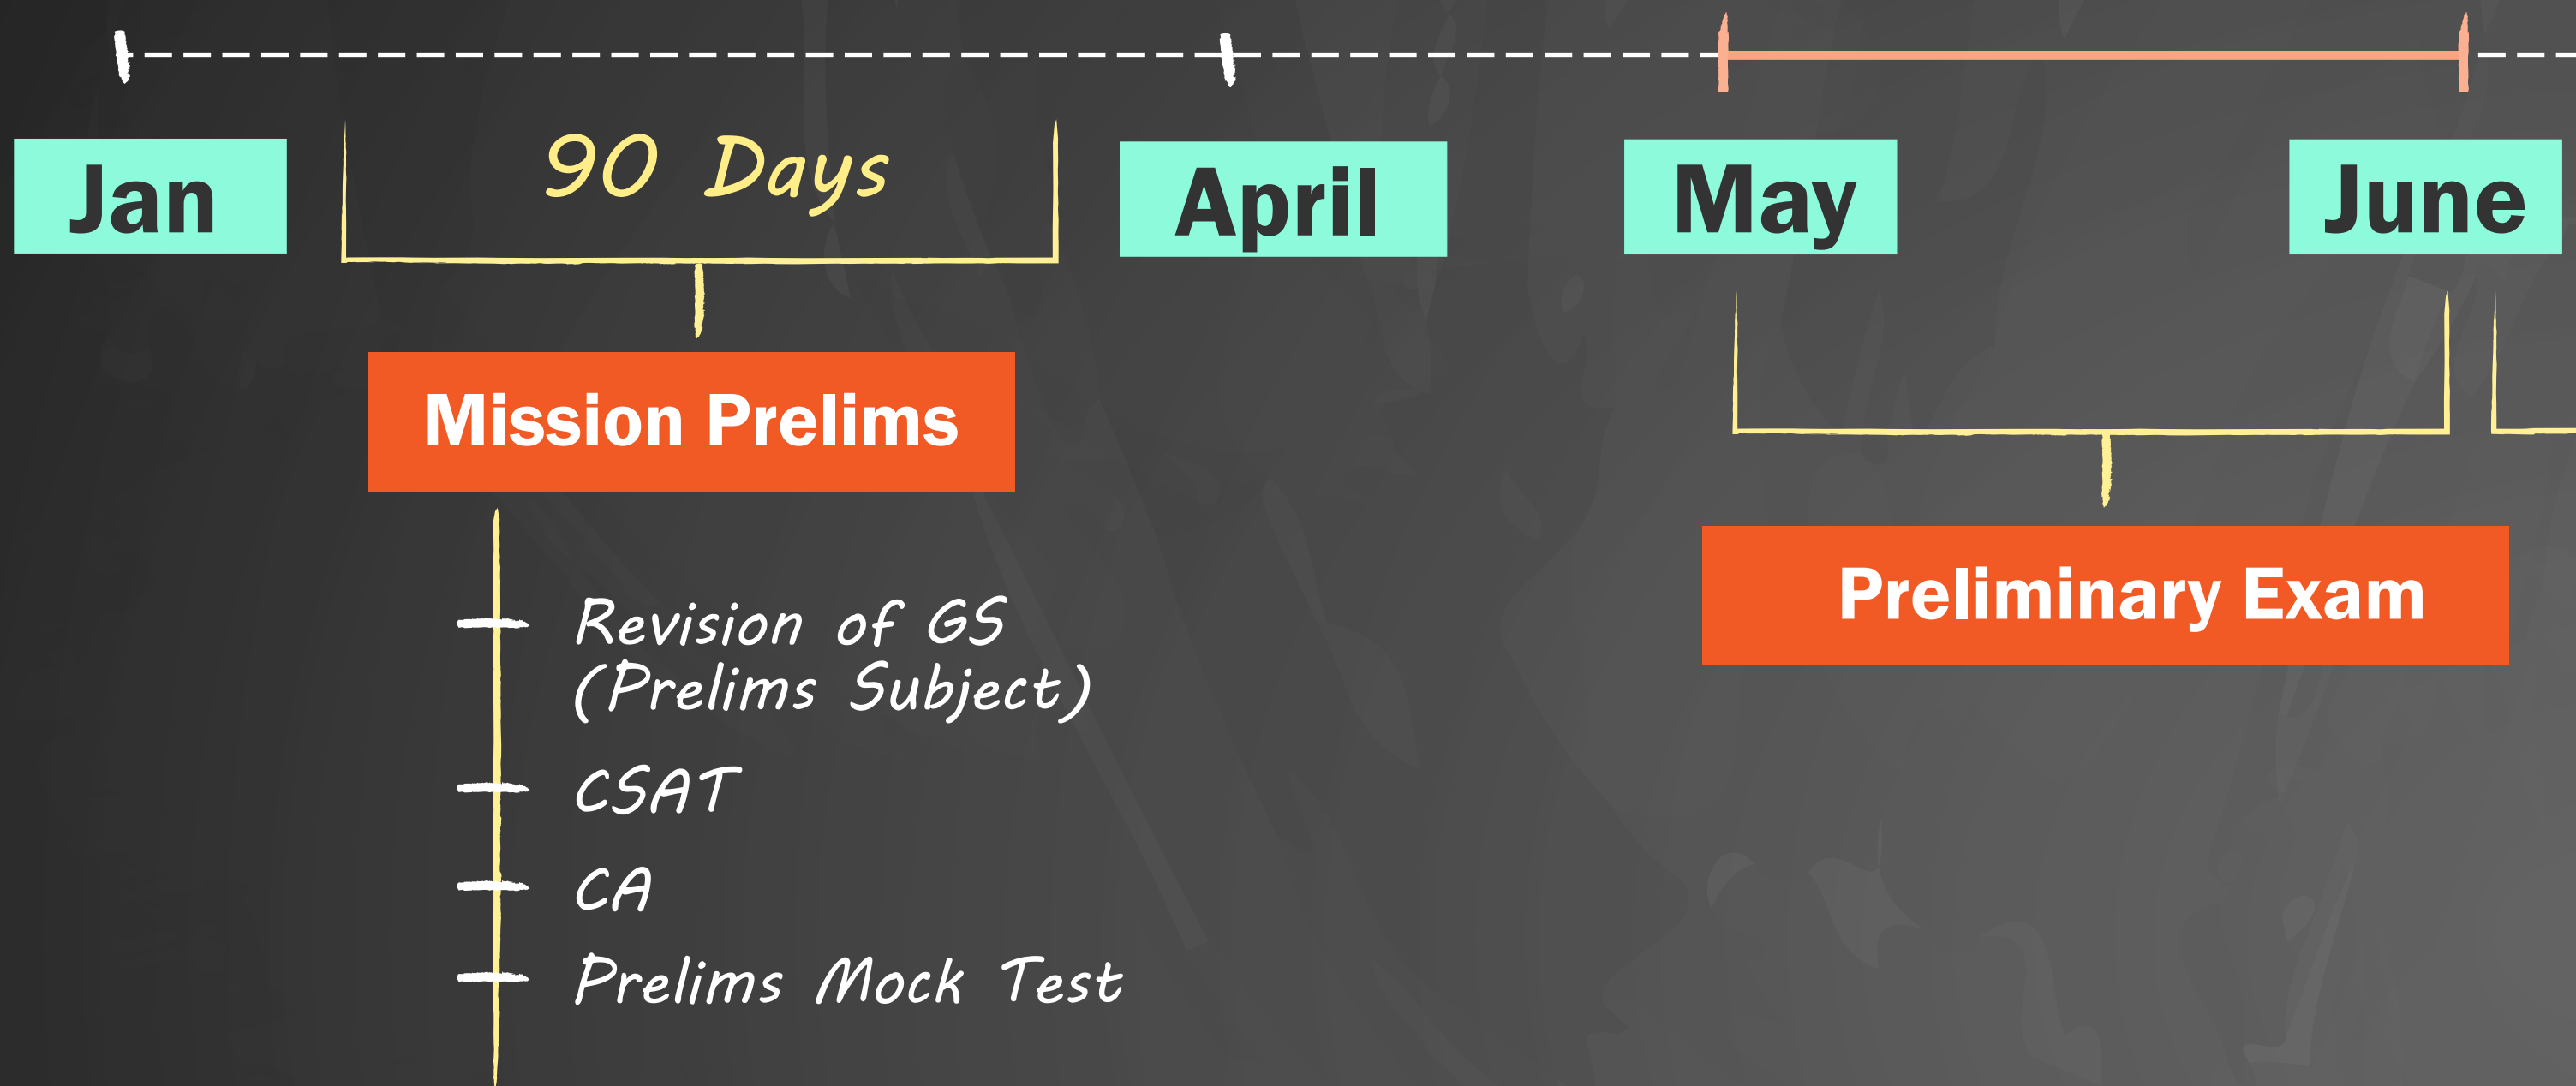 Jan
90 Days
April
May
June
Mission Prelims
Preliminary Exam
Revision of GS
(Prelims Subject)
CSAT
CA
Prelims Mock Test